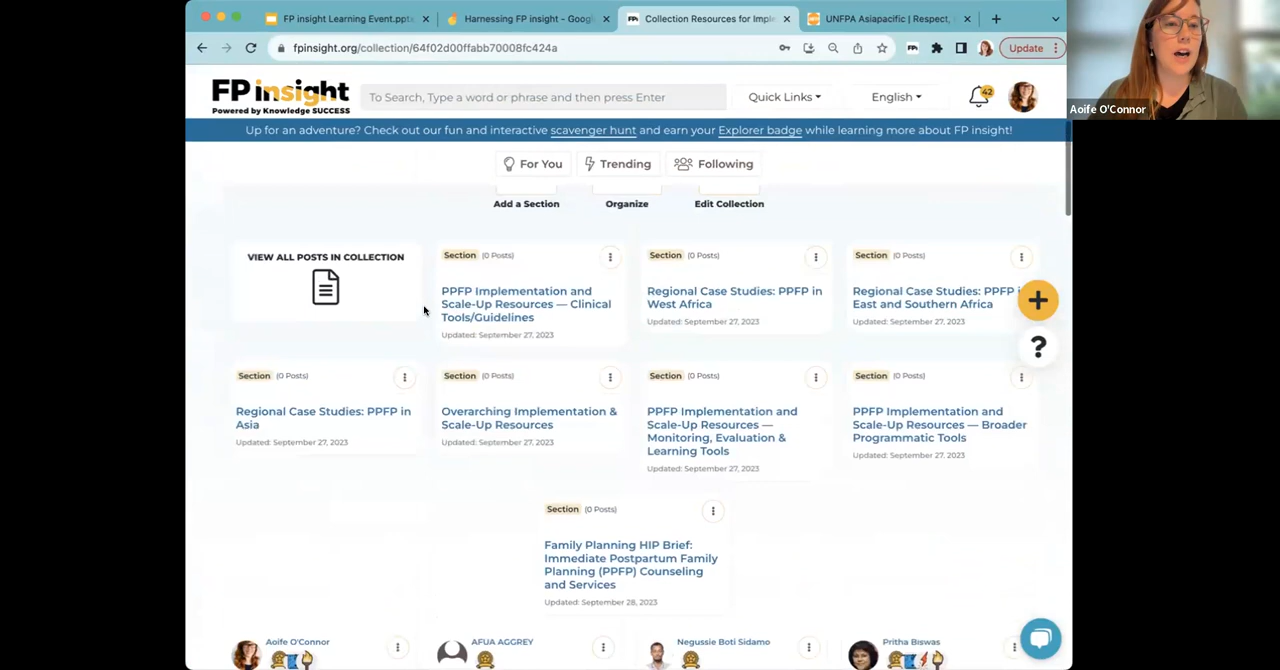 FP insight Learning Event.pptx
Harnessing FP insight - Goog
Collection Resources for Imple
UNFPA Asiapacific | Respect,
fpinsight.org/collection/64f02d00ffabb70008fc424a
Update
Aoife O'Connor
FP insight
Powered by Knowledge SUCCESS
To Search, Type a word or phrase and then press Enter
Quick Links
English
42
Up for an adventure? Check out our fun and interactive scavenger hunt and earn your Explorer badge while learning more about FP insight!
For You
Trending
Following
Add a Section
Organize
Edit Collection
VIEW ALL POSTS IN COLLECTION
Section (0 Posts)
PPFP Implementation and
Scale-Up Resources — Clinical
Tools/Guidelines
Updated: September 27, 2023
Section (0 Posts)
Regional Case Studies: PPFP in
West Africa
Updated: September 27, 2023
Section (0 Posts)
Regional Case Studies: PPFP i
East and Southern Africa
Updated: September 27, 2023
Section (0 Posts)
Regional Case Studies: PPFP in
Asia
Updated: September 27, 2023
Section (0 Posts)
Overarching Implementation &
Scale-Up Resources
Updated: September 27, 2023
Section (0 Posts)
PPFP Implementation and
Scale-Up Resources —
Monitoring, Evaluation &
Learning Tools
Updated: September 27, 2023
Section (0 Posts)
PPFP Implementation and
Scale-Up Resources — Broader
Programmatic Tools
Updated: September 27, 2023
Section (0 Posts)
Family Planning HIP Brief:
Immediate Postpartum Family
Planning (PPFP) Counseling
and Services
Updated: September 28, 2023
Aoife O'Connor
AFUA AGGREY
Negussie Boti Sidamo
Pritha Biswas